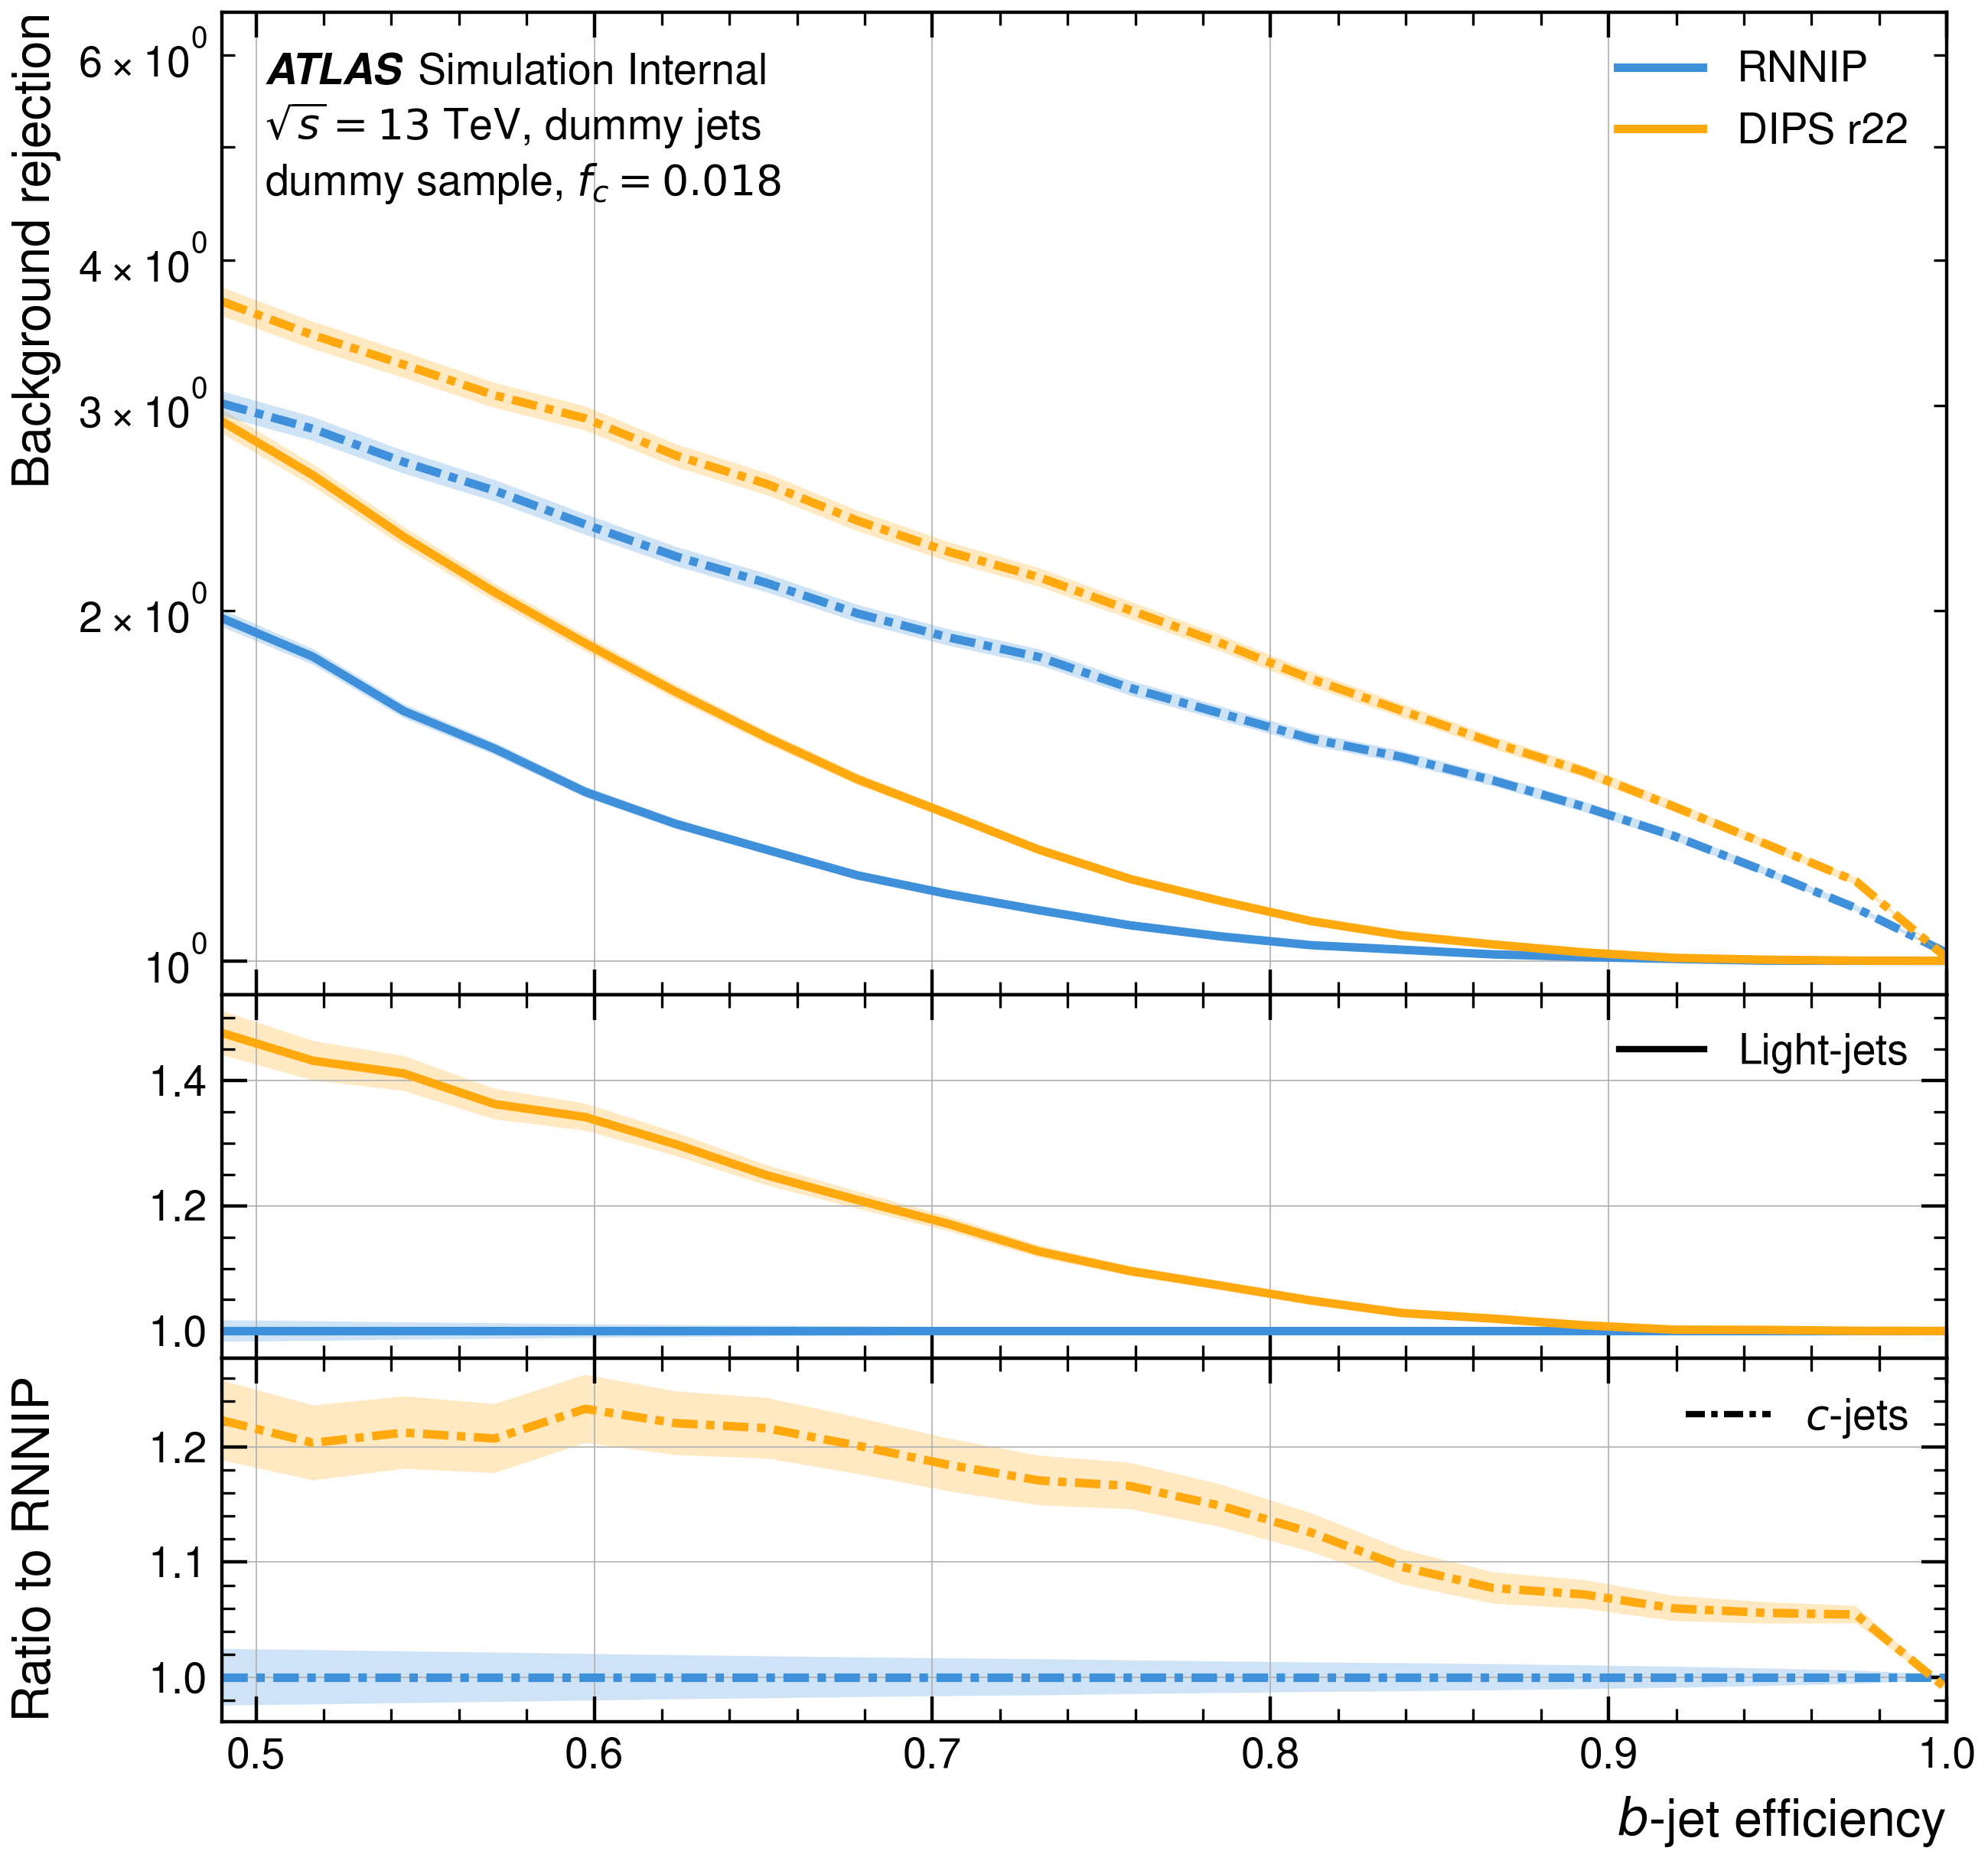 Background rejection
6 × 10⁰
4 × 10⁰
3 × 10⁰
2 × 10⁰
10⁰
ATLAS Simulation Internal
√s = 13 TeV, dummy jets
dummy sample, f_c = 0.018
RNNIP
DIPS r22
1.4
1.2
1.0
Light-jets
Ratio to RNNIP
1.2
1.1
1.0
c-jets
0.5 0.6 0.7 0.8 0.9 1.0
b-jet efficiency